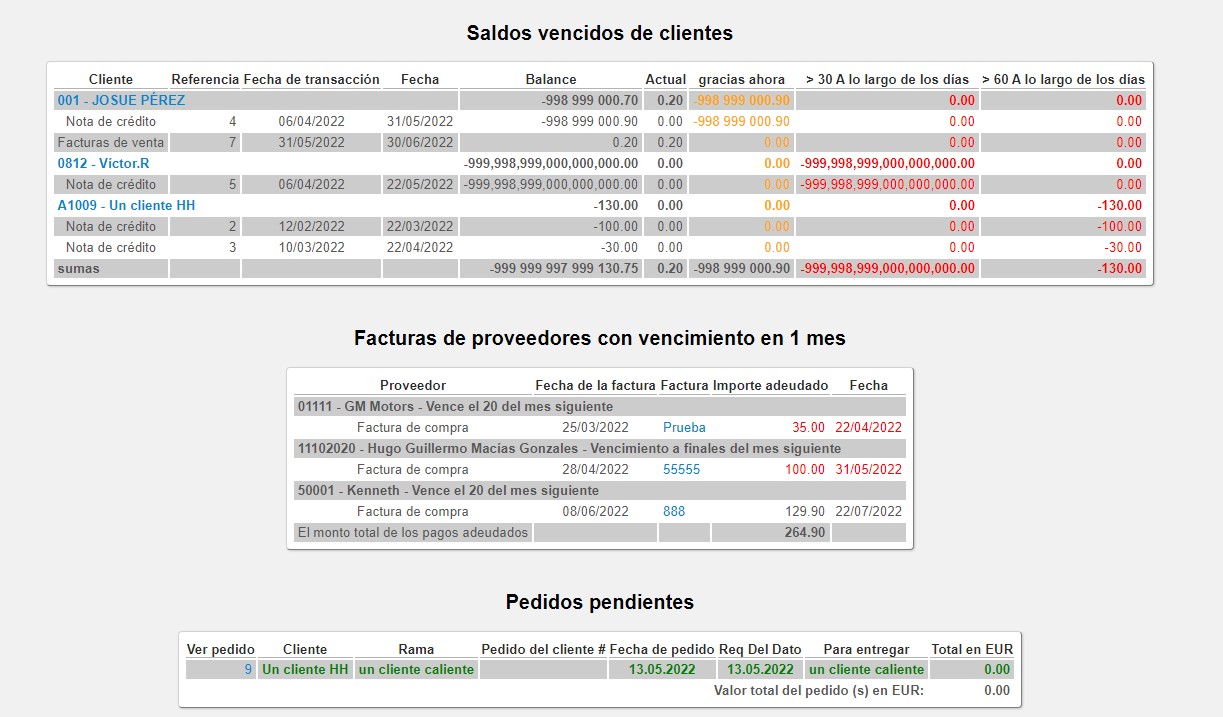 Saldos vencidos de clientes
Cliente Referencia Fecha de transacción Fecha Balance Actual gracias ahora > 30 A lo largo de los días > 60 A lo largo de los días
001 - JOSUE PÉREZ -998 999 000.70 0.20 -998 999 000.90 0.00 0.00
Nota de crédito 4 06/04/2022 31/05/2022 -998 999 000.90 0.00 -998 999 000.90 0.00 0.00
Facturas de venta 7 31/05/2022 30/06/2022 0.20 0.20 0.00 0.00 0.00
0812 - Victor.R -999,998,999,000,000,000.00 0.00 0.00 -999,998,999,000,000,000.00 0.00
Nota de crédito 5 06/04/2022 22/05/2022 -999,998,999,000,000,000.00 0.00 0.00 -999,998,999,000,000,000.00 0.00
A1009 - Un cliente HH -130.00 0.00 0.00 0.00 -130.00
Nota de crédito 2 12/02/2022 22/03/2022 -100.00 0.00 0.00 0.00 -100.00
Nota de crédito 3 10/03/2022 22/04/2022 -30.00 0.00 0.00 0.00 -30.00
sumas -999 999 997 999 130.75 0.20 -998 999 000.90 -999,998,999,000,000,000.00 -130.00
Facturas de proveedores con vencimiento en 1 mes
Proveedor Fecha de la factura Factura Importe adeudado Fecha
01111 - GM Motors - Vence el 20 del mes siguiente
Factura de compra 25/03/2022 Prueba 35.00 22/04/2022
11102020 - Hugo Guillermo Macías Gonzales - Vencimiento a finales del mes siguiente
Factura de compra 28/04/2022 55555 100.00 31/05/2022
50001 - Kenneth - Vence el 20 del mes siguiente
Factura de compra 08/06/2022 888 129.90 22/07/2022
El monto total de los pagos adeudados 264.90
Pedidos pendientes
Ver pedido Cliente Rama Pedido del cliente # Fecha de pedido Req Del Dato Para entregar Total en EUR
9 Un cliente HH un cliente caliente 13.05.2022 13.05.2022 un cliente caliente 0.00
Valor total del pedido (s) en EUR: 0.00